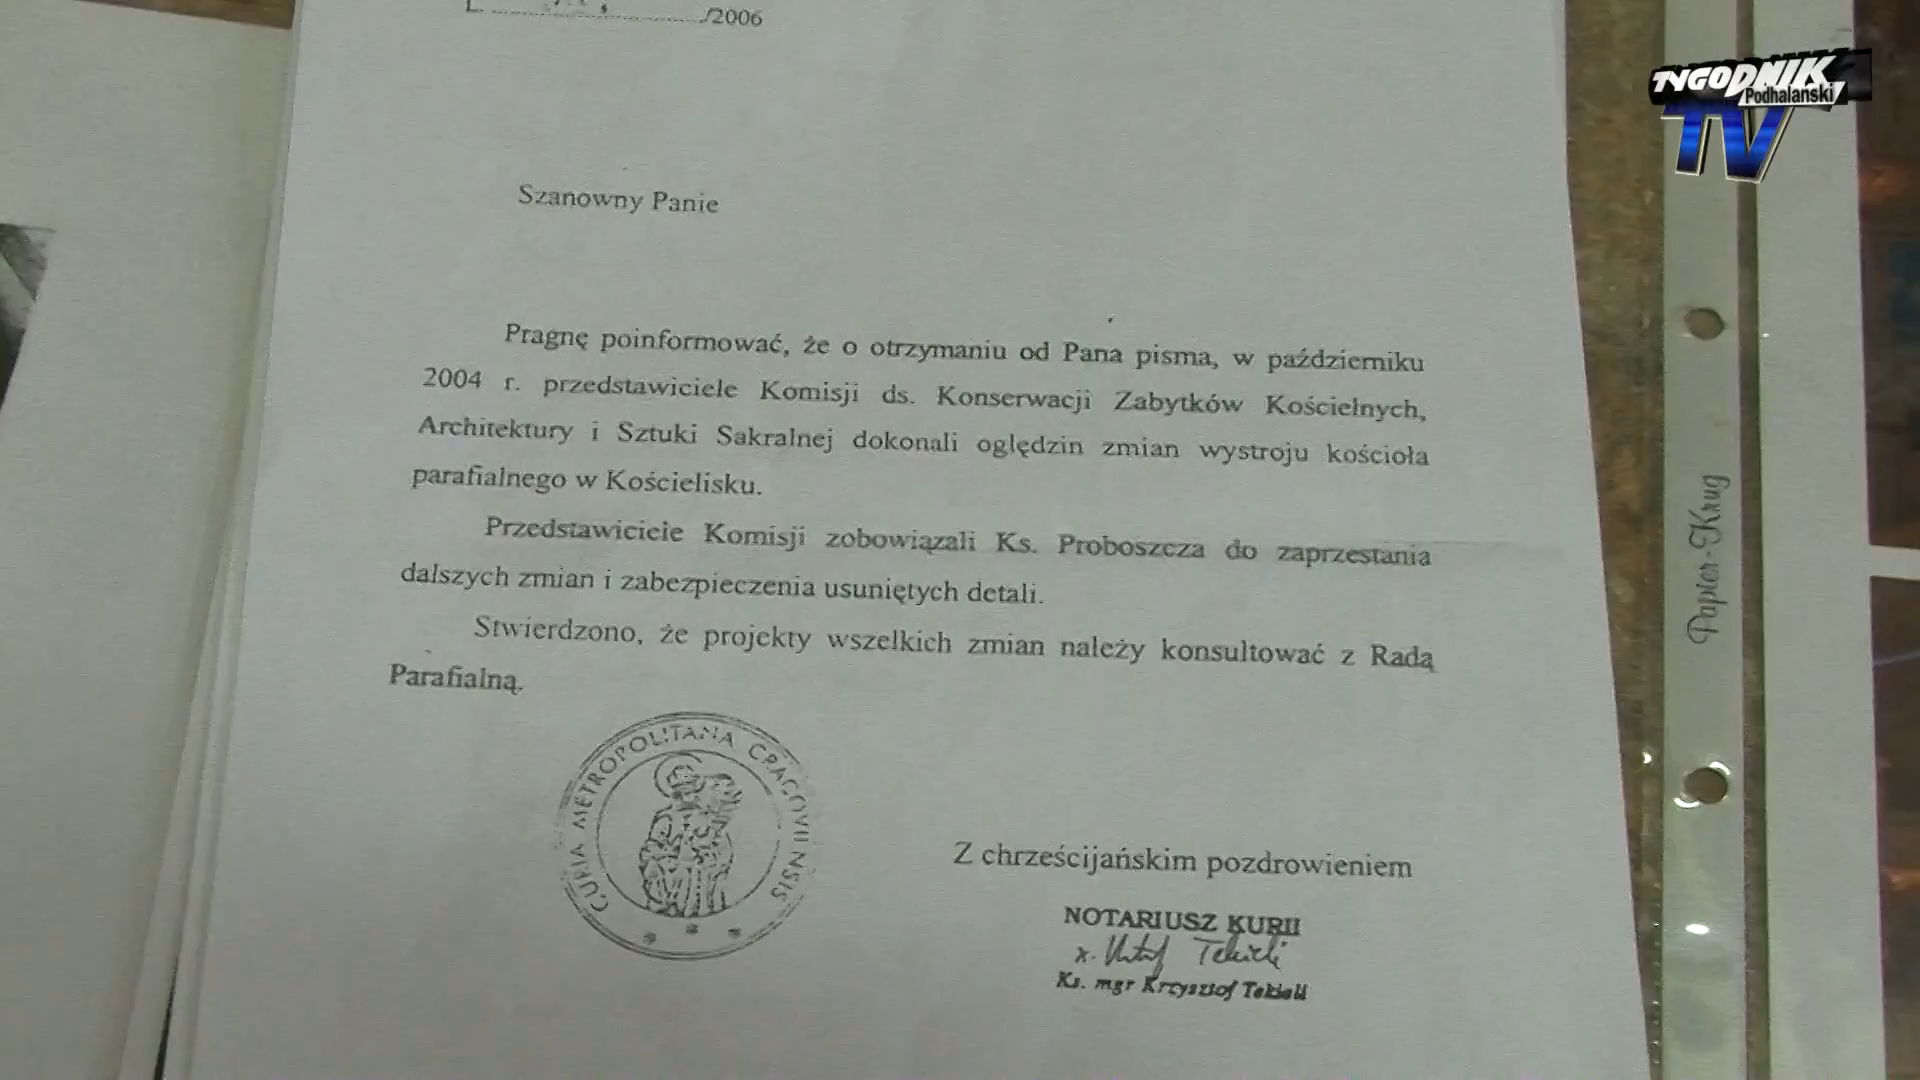 L. /2006
TYGODNIK
Podhalański
TV
Szanowny Panie
Pragnę poinformować, że o otrzymaniu od Pana pisma, w październiku
2004 r. przedstawiciele Komisji ds. Konserwacji Zabytków Kościelnych,
Architektury i Sztuki Sakralnej dokonali oględzin zmian wystroju kościoła
parafialnego w Kościelisku.
Przedstawiciele Komisji zobowiązali Ks. Proboszcza do zaprzestania
dalszych zmian i zabezpieczenia usuniętych detali.
Stwierdzono, że projekty wszelkich zmian należy konsultować z Radą
Parafialną.
CURIA METROPOLITANA CRACOVIENSIS
Z chrześcijańskim pozdrowieniem
NOTARIUSZ KURII
Ks. mgr Krzysztof Tekieli
Papier-Krug